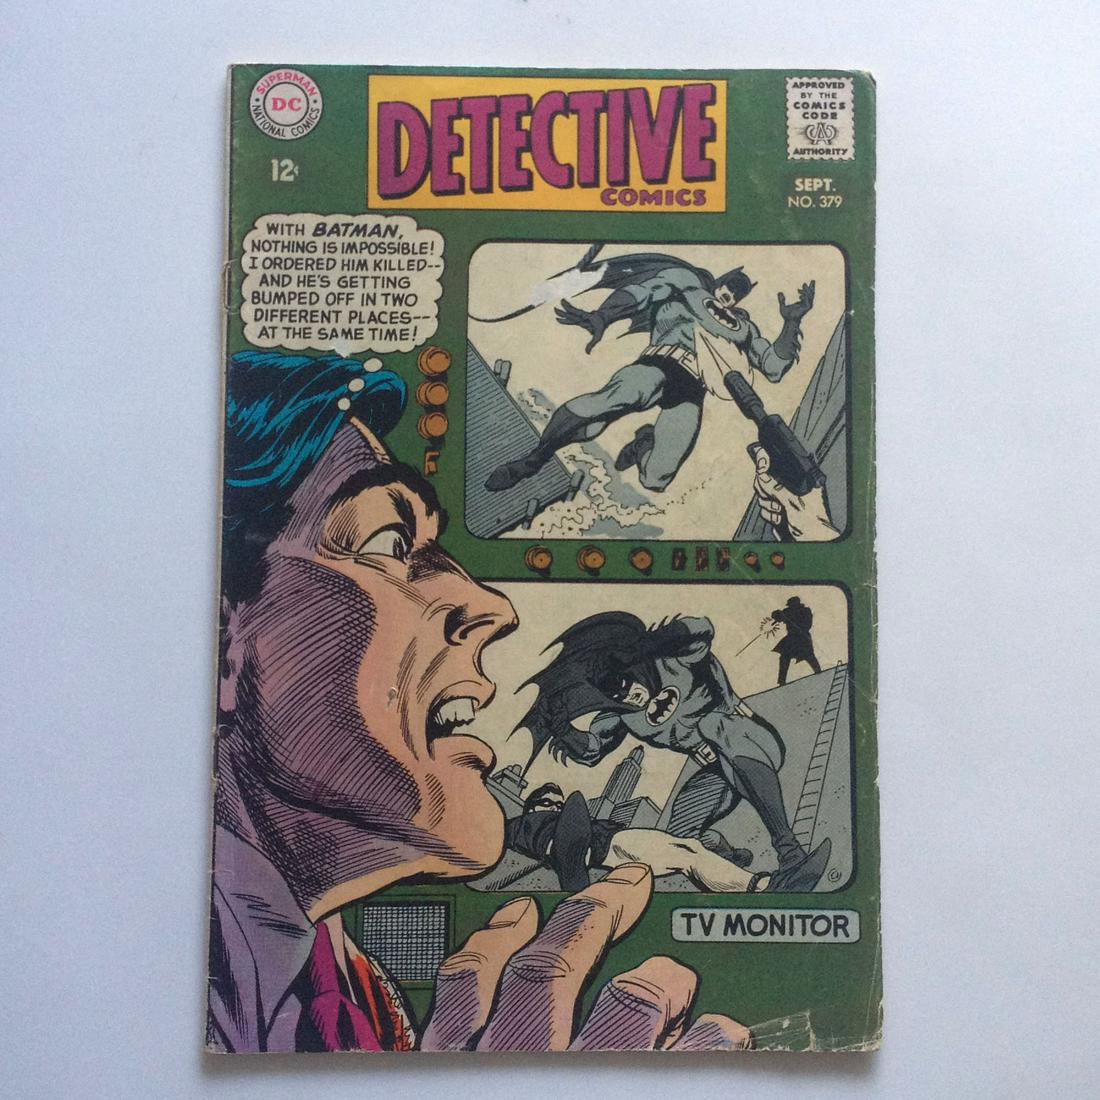 SUPERMAN
DC
NATIONAL COMICS
12¢
DETECTIVE
COMICS
APPROVED
BY THE
COMICS
CODE
AUTHORITY
SEPT.
NO. 379
WITH BATMAN,
NOTHING IS IMPOSSIBLE!
I ORDERED HIM KILLED--
AND HE'S GETTING
BUMPED OFF IN TWO
DIFFERENT PLACES--
AT THE SAME TIME!
TV MONITOR